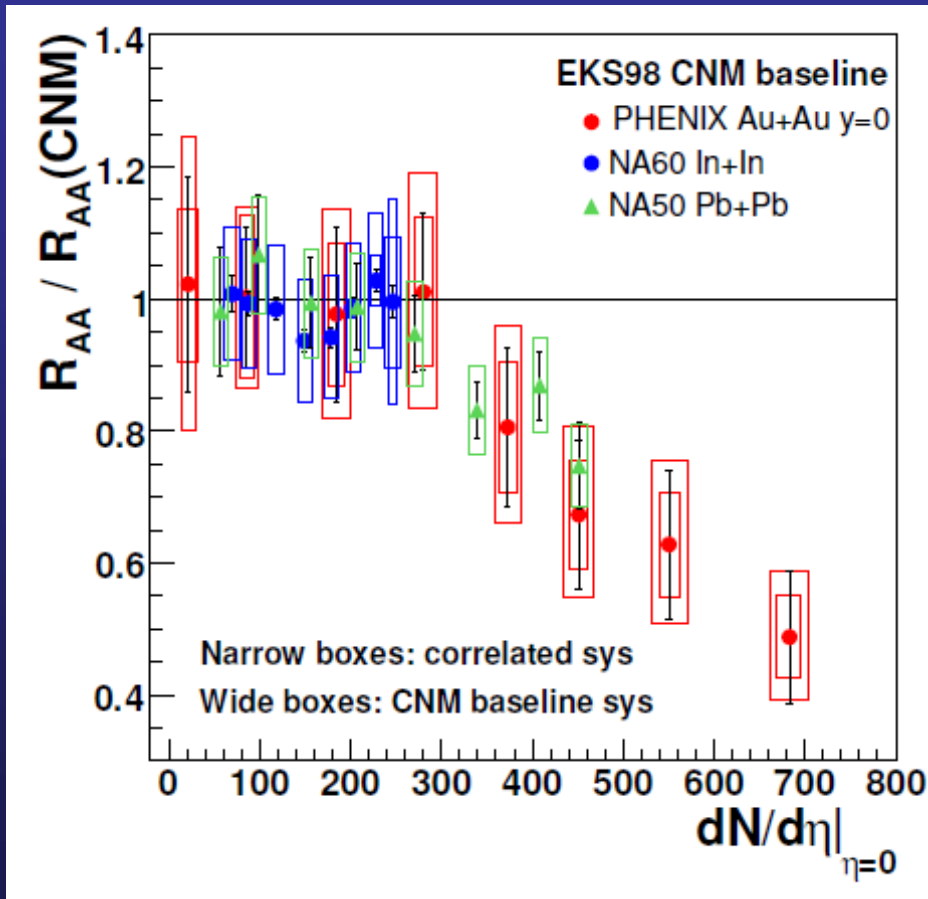 R_AA / R_AA(CNM)
1.4
1.2
1
0.8
0.6
0.4
EKS98 CNM baseline
PHENIX Au+Au y=0
NA60 In+In
NA50 Pb+Pb
Narrow boxes: correlated sys
Wide boxes: CNM baseline sys
0 100 200 300 400 500 600 700 800
dN/dη|_η=0